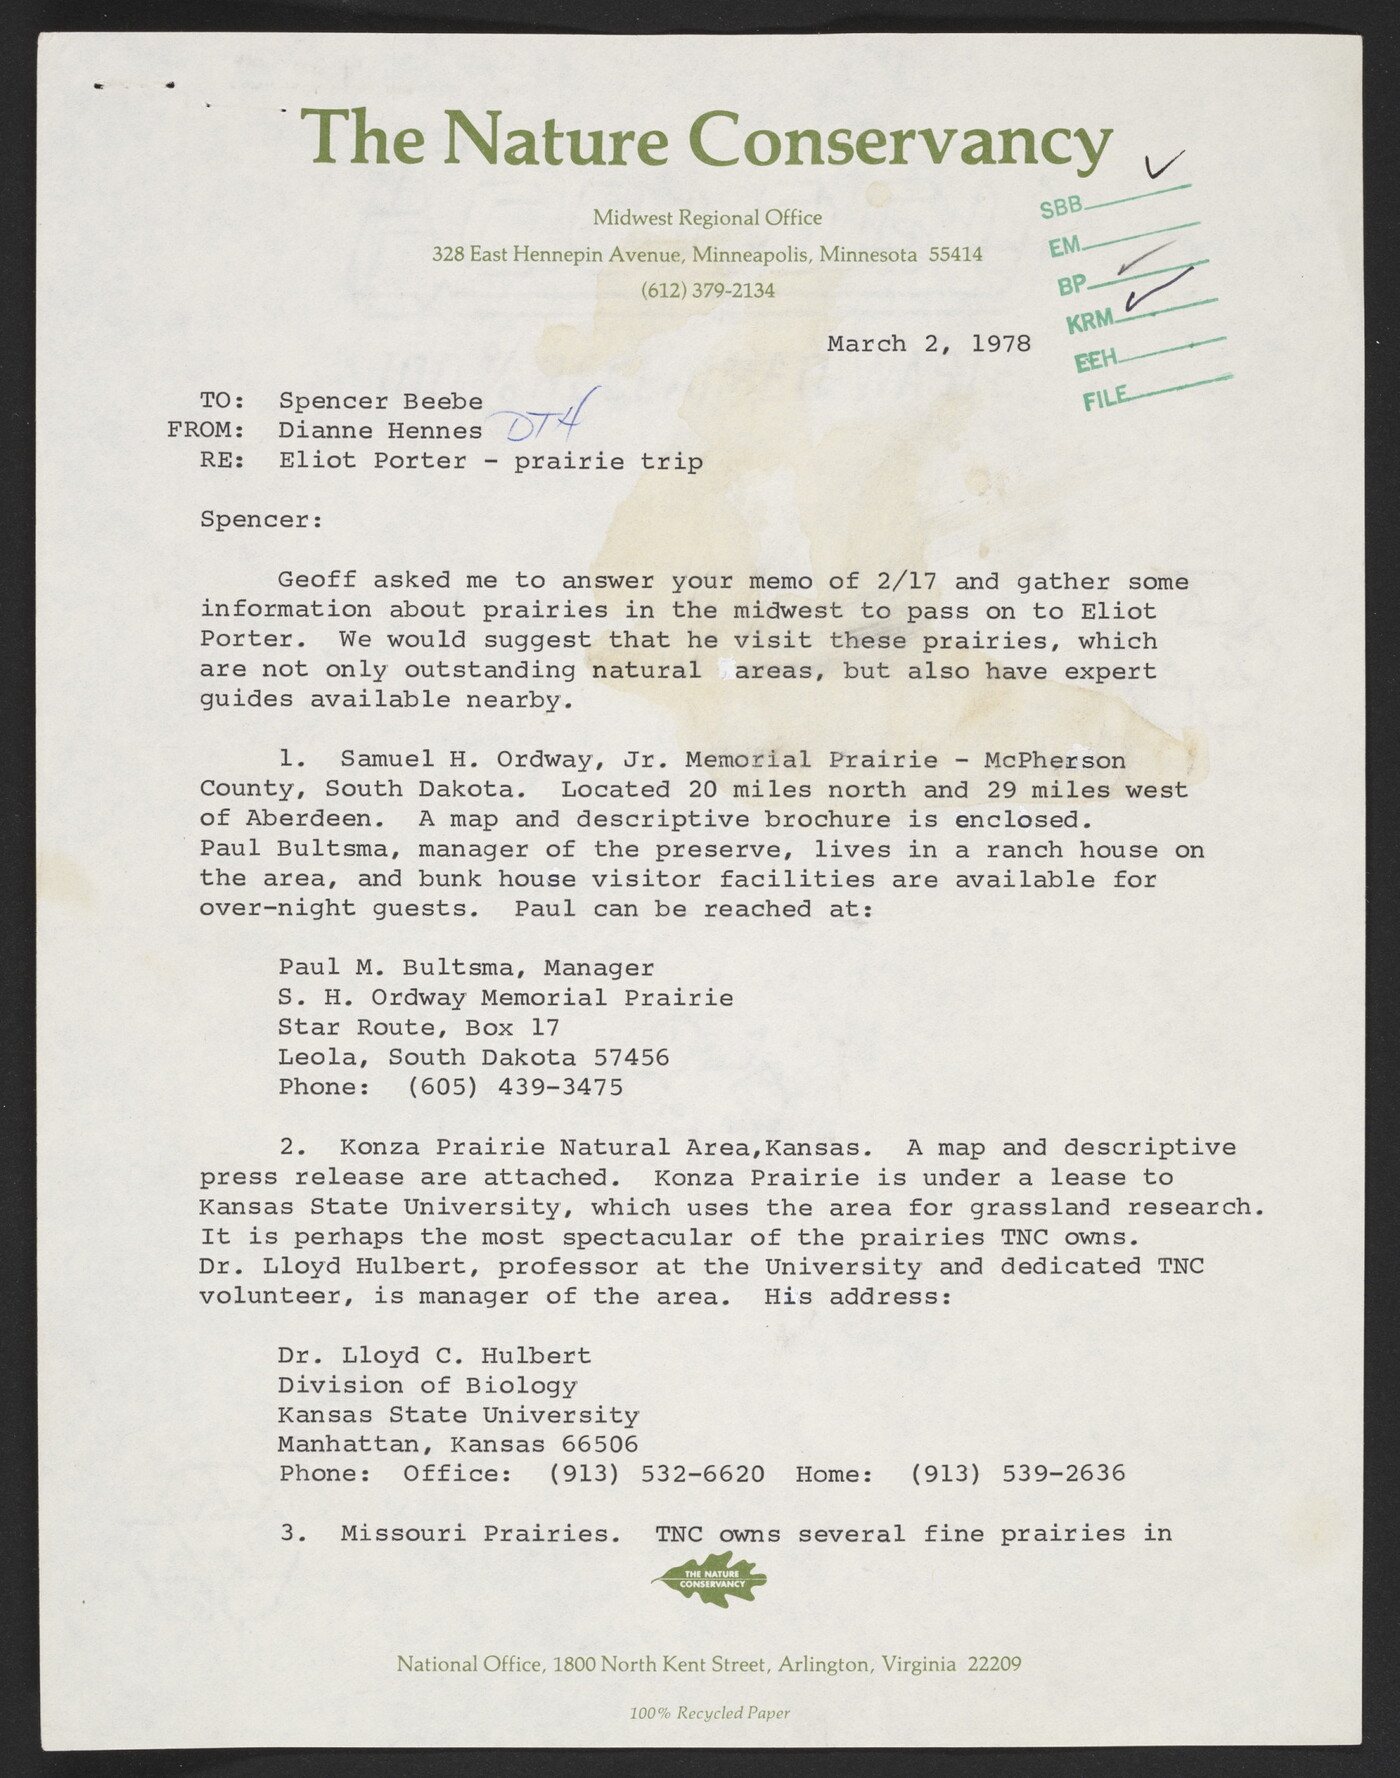 The Nature Conservancy
Midwest Regional Office
328 East Hennepin Avenue, Minneapolis, Minnesota 55414
(612) 379-2134
SBB
EM
BP
KRM
EEH
FILE
March 2, 1978
TO: Spencer Beebe
FROM: Dianne Hennes DTH
RE: Eliot Porter - prairie trip
Spencer:
Geoff asked me to answer your memo of 2/17 and gather some
information about prairies in the midwest to pass on to Eliot
Porter. We would suggest that he visit these prairies, which
are not only outstanding natural areas, but also have expert
guides available nearby.
1. Samuel H. Ordway, Jr. Memorial Prairie - McPherson
County, South Dakota. Located 20 miles north and 29 miles west
of Aberdeen. A map and descriptive brochure is enclosed.
Paul Bultsma, manager of the preserve, lives in a ranch house on
the area, and bunk house visitor facilities are available for
over-night guests. Paul can be reached at:
Paul M. Bultsma, Manager
S. H. Ordway Memorial Prairie
Star Route, Box 17
Leola, South Dakota 57456
Phone: (605) 439-3475
2. Konza Prairie Natural Area,Kansas. A map and descriptive
press release are attached. Konza Prairie is under a lease to
Kansas State University, which uses the area for grassland research.
It is perhaps the most spectacular of the prairies TNC owns.
Dr. Lloyd Hulbert, professor at the University and dedicated TNC
volunteer, is manager of the area. His address:
Dr. Lloyd C. Hulbert
Division of Biology
Kansas State University
Manhattan, Kansas 66506
Phone: Office: (913) 532-6620 Home: (913) 539-2636
3. Missouri Prairies. TNC owns several fine prairies in
THE NATURE
CONSERVANCY
National Office, 1800 North Kent Street, Arlington, Virginia 22209
100% Recycled Paper